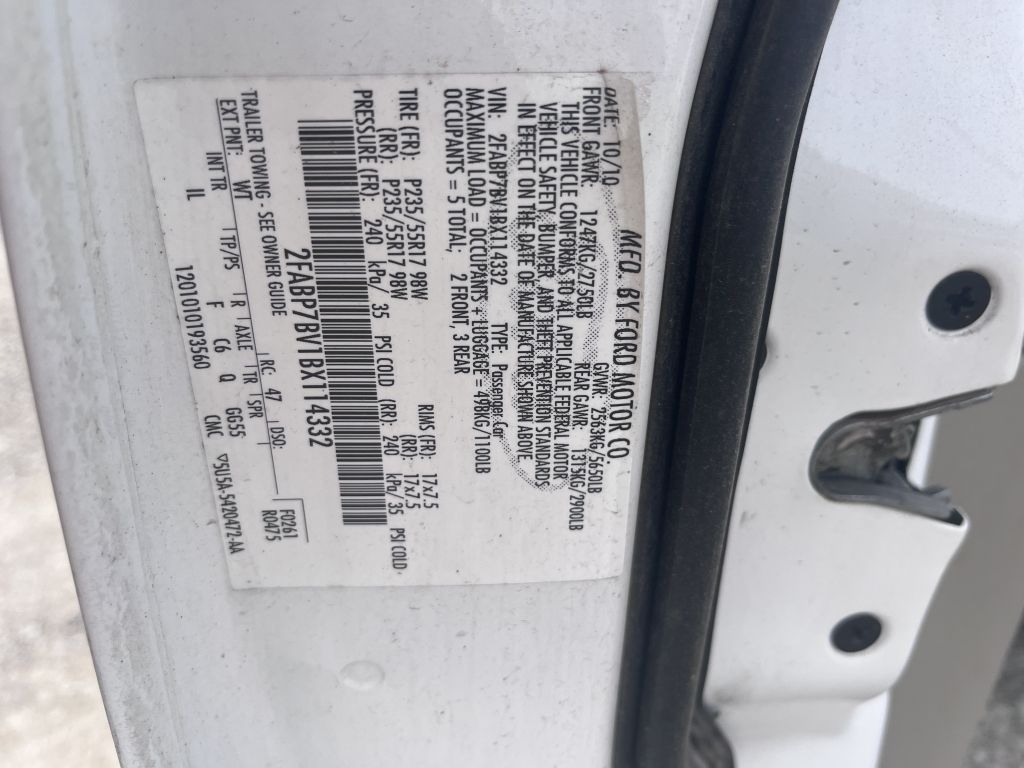 MFD. BY FORD MOTOR CO.
DATE: 10/10 GVWR: 2563KG/5650LB
FRONT GAWR: 1247KG/2750LB REAR GAWR: 1315KG/2900LB
THIS VEHICLE CONFORMS TO ALL APPLICABLE FEDERAL MOTOR
VEHICLE SAFETY, BUMPER, AND THEFT PREVENTION STANDARDS
IN EFFECT ON THE DATE OF MANUFACTURE SHOWN ABOVE.
VIN: 2FABP7BV1BX114332 TYPE: Passenger Car
MAXIMUM LOAD = OCCUPANTS + LUGGAGE = 498KG/1100LB
OCCUPANTS = 5 TOTAL; 2 FRONT, 3 REAR
TIRE (FR): P235/55R17 98W RIMS (FR): 17x7.5
(RR): P235/55R17 98W (RR): 17x7.5
PRESSURE (FR): 240 kPa/ 35 PSI COLD (RR): 240 kPa/35 PSI COLD
2FABP7BV1BX114332
TRAILER TOWING - SEE OWNER GUIDE
EXT PNT: WT RC: 47 DSO: F0261
R0475
INT TR TP/PS R AXLE TR SPR
IL F C6 Q GG55
1201010193560 CMC ▽5U5A-5420472-AA